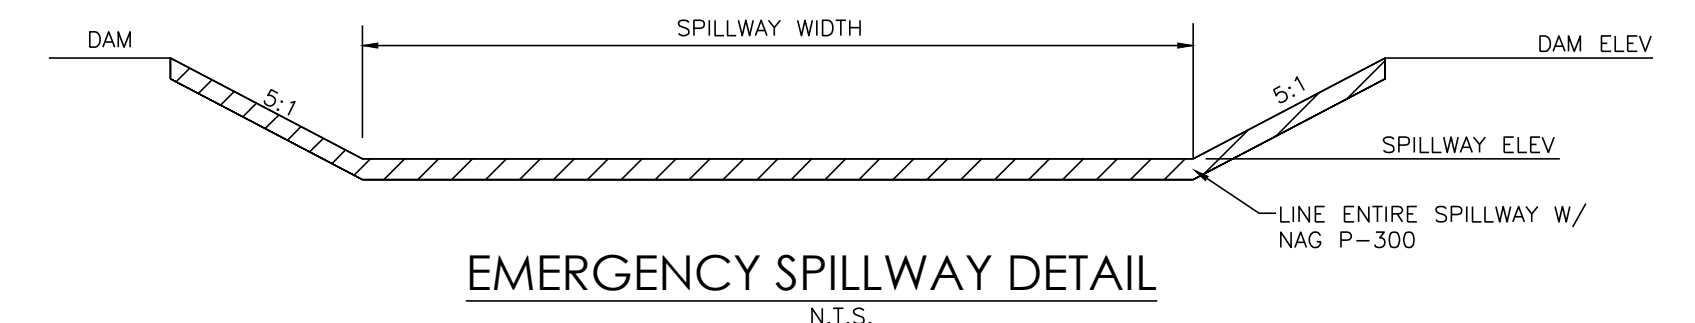 SPILLWAY WIDTH
DAM
DAM ELEV
5:1
5:1
SPILLWAY ELEV
LINE ENTIRE SPILLWAY W/
NAG P-300
EMERGENCY SPILLWAY DETAIL
N.T.S.